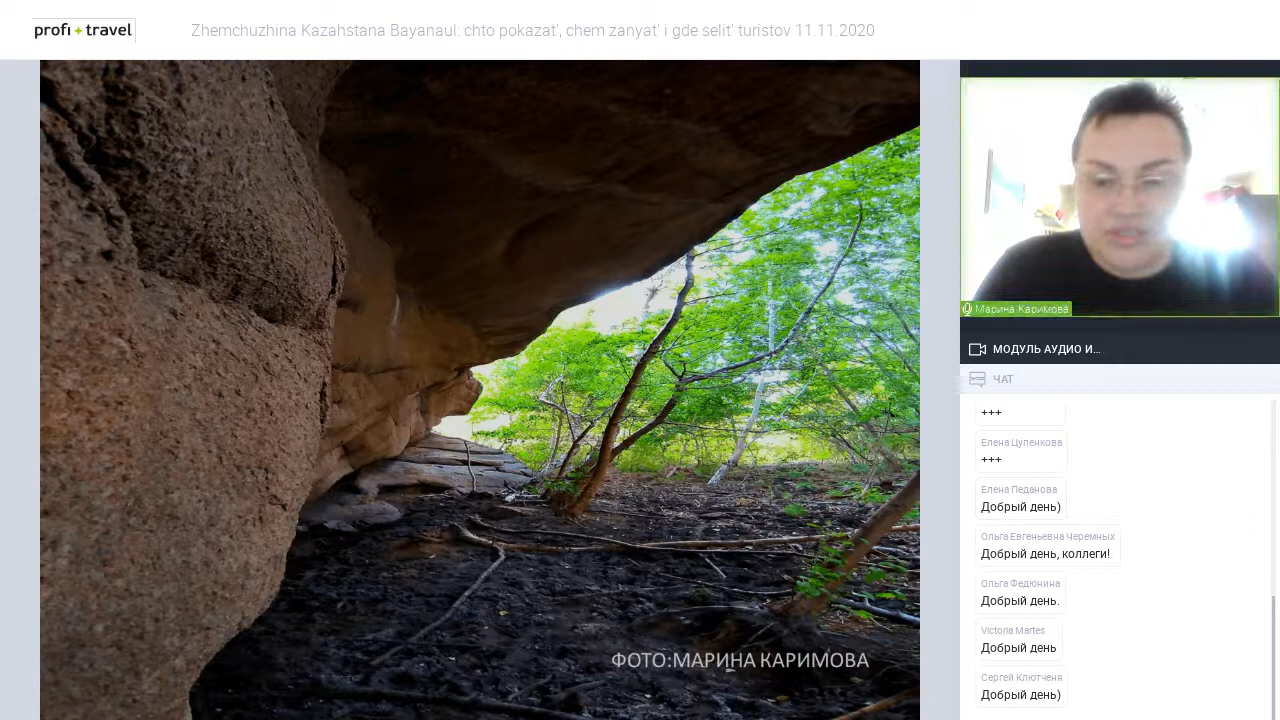 profi + travel
Zhemchuzhina Kazahstana Bayanaul: chto pokazat', chem zanyat' i gde selit' turistov 11.11.2020
Марина Каримова
МОДУЛЬ АУДИО И...
ЧАТ
+++
Елена Цупенкова
+++
Елена Педанова
Добрый день)
Ольга Евгеньевна Черемных
Добрый день, коллеги!
Ольга Федюнина
Добрый день.
Victoria Martes
Добрый день
Сергей Клютченя
Добрый день)
ФОТО:МАРИНА КАРИМОВА